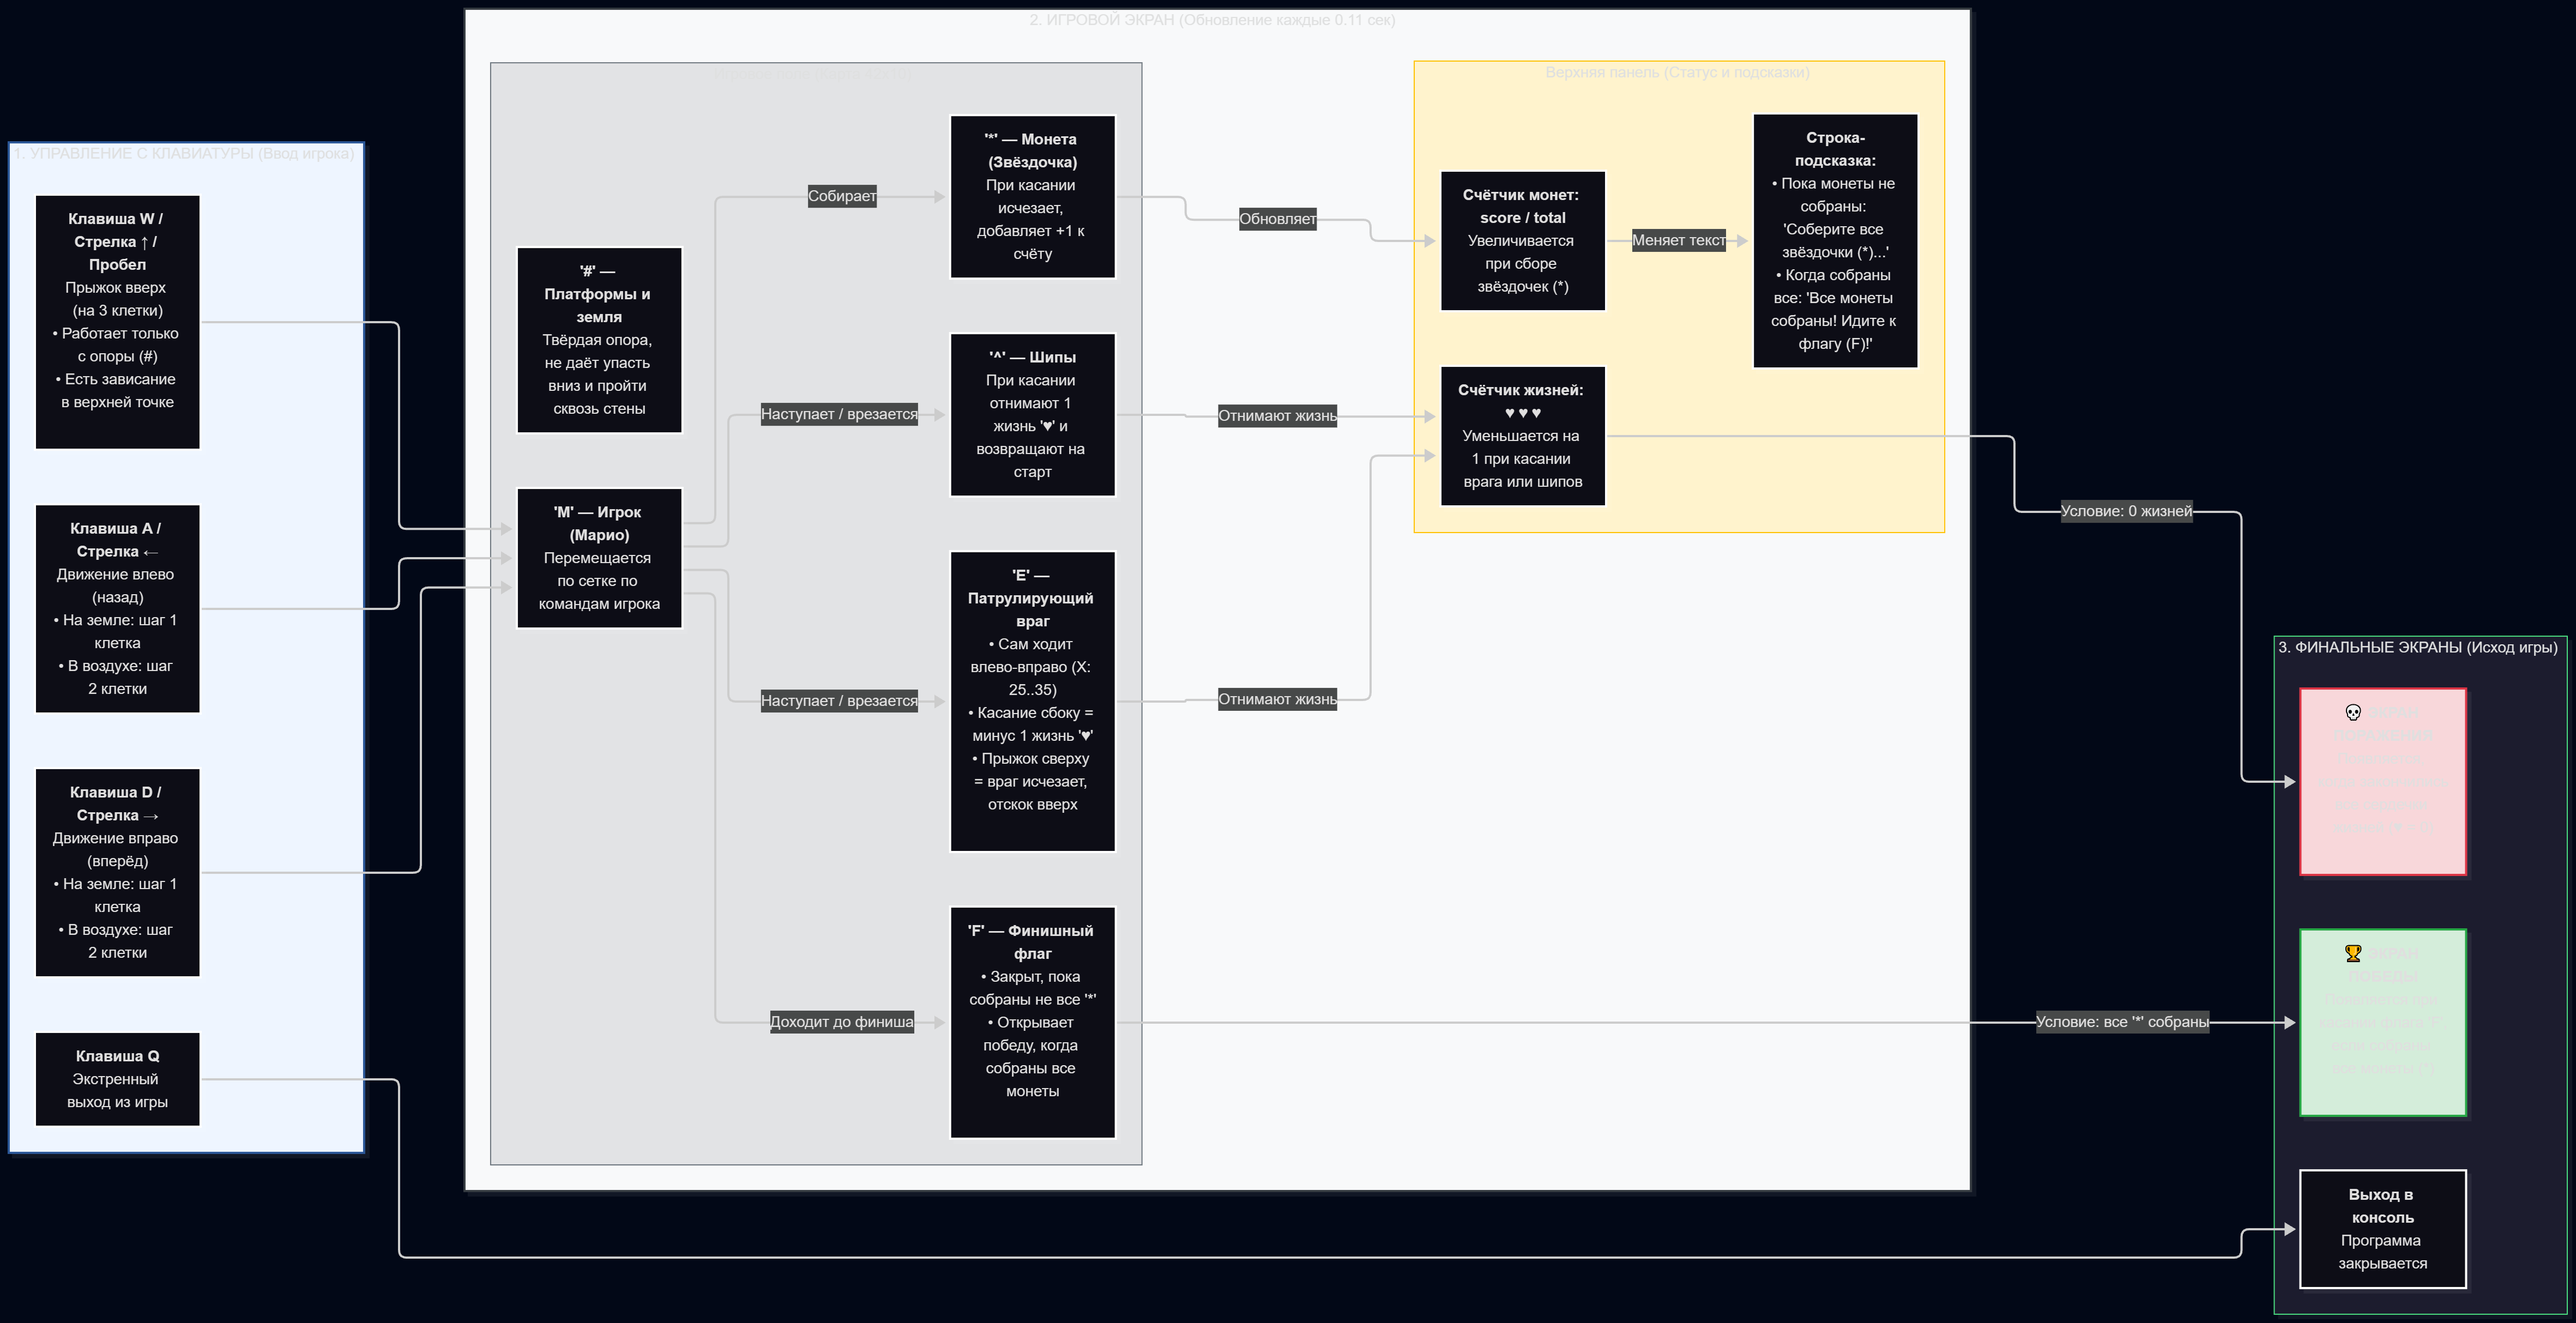 1. УПРАВЛЕНИЕ С КЛАВИАТУРЫ (Ввод игрока)
Клавиша W /
Стрелка ↑ /
Пробел
Прыжок вверх
(на 3 клетки)
• Работает только
с опоры (#)
• Есть зависание
в верхней точке
Клавиша A /
Стрелка ←
Движение влево
(назад)
• На земле: шаг 1
клетка
• В воздухе: шаг
2 клетки
Клавиша D /
Стрелка →
Движение вправо
(вперёд)
• На земле: шаг 1
клетка
• В воздухе: шаг
2 клетки
Клавиша Q
Экстренный
выход из игры
2. ИГРОВОЙ ЭКРАН (Обновление каждые 0.11 сек)
'#' —
Платформы и
земля
Твёрдая опора,
не даёт упасть
вниз и пройти
сквозь стены
'M' — Игрок
(Марио)
Перемещается
по сетке по
командам игрока
Собирает
Наступает / врезается
Наступает / врезается
Доходит до финиша
'*' — Монета
(Звёздочка)
При касании
исчезает,
добавляет +1 к
счёту
'^' — Шипы
При касании
отнимают 1
жизнь '♥' и
возвращают на
старт
'E' —
Патрулирующий
враг
• Сам ходит
влево-вправо (X:
25..35)
• Касание сбоку =
минус 1 жизнь '♥'
• Прыжок сверху
= враг исчезает,
отскок вверх
'F' — Финишный
флаг
• Закрыт, пока
собраны не все '*'
• Открывает
победу, когда
собраны все
монеты
Обновляет
Отнимают жизнь
Отнимают жизнь
Верхняя панель (Статус и подсказки)
Счётчик монет:
score / total
Увеличивается
при сборе
звёздочек (*)
Меняет текст
Строка-
подсказка:
• Пока монеты не
собраны:
'Соберите все
звёздочки (*)...'
• Когда собраны
все: 'Все монеты
собраны! Идите к
флагу (F)!'
Счётчик жизней:
♥ ♥ ♥
Уменьшается на
1 при касании
врага или шипов
Условие: 0 жизней
Условие: все '*' собраны
3. ФИНАЛЬНЫЕ ЭКРАНЫ (Исход игры)
💀
🏆 ЭКРАН
ПОБЕДЫ
Выход в
консоль
Программа
закрывается